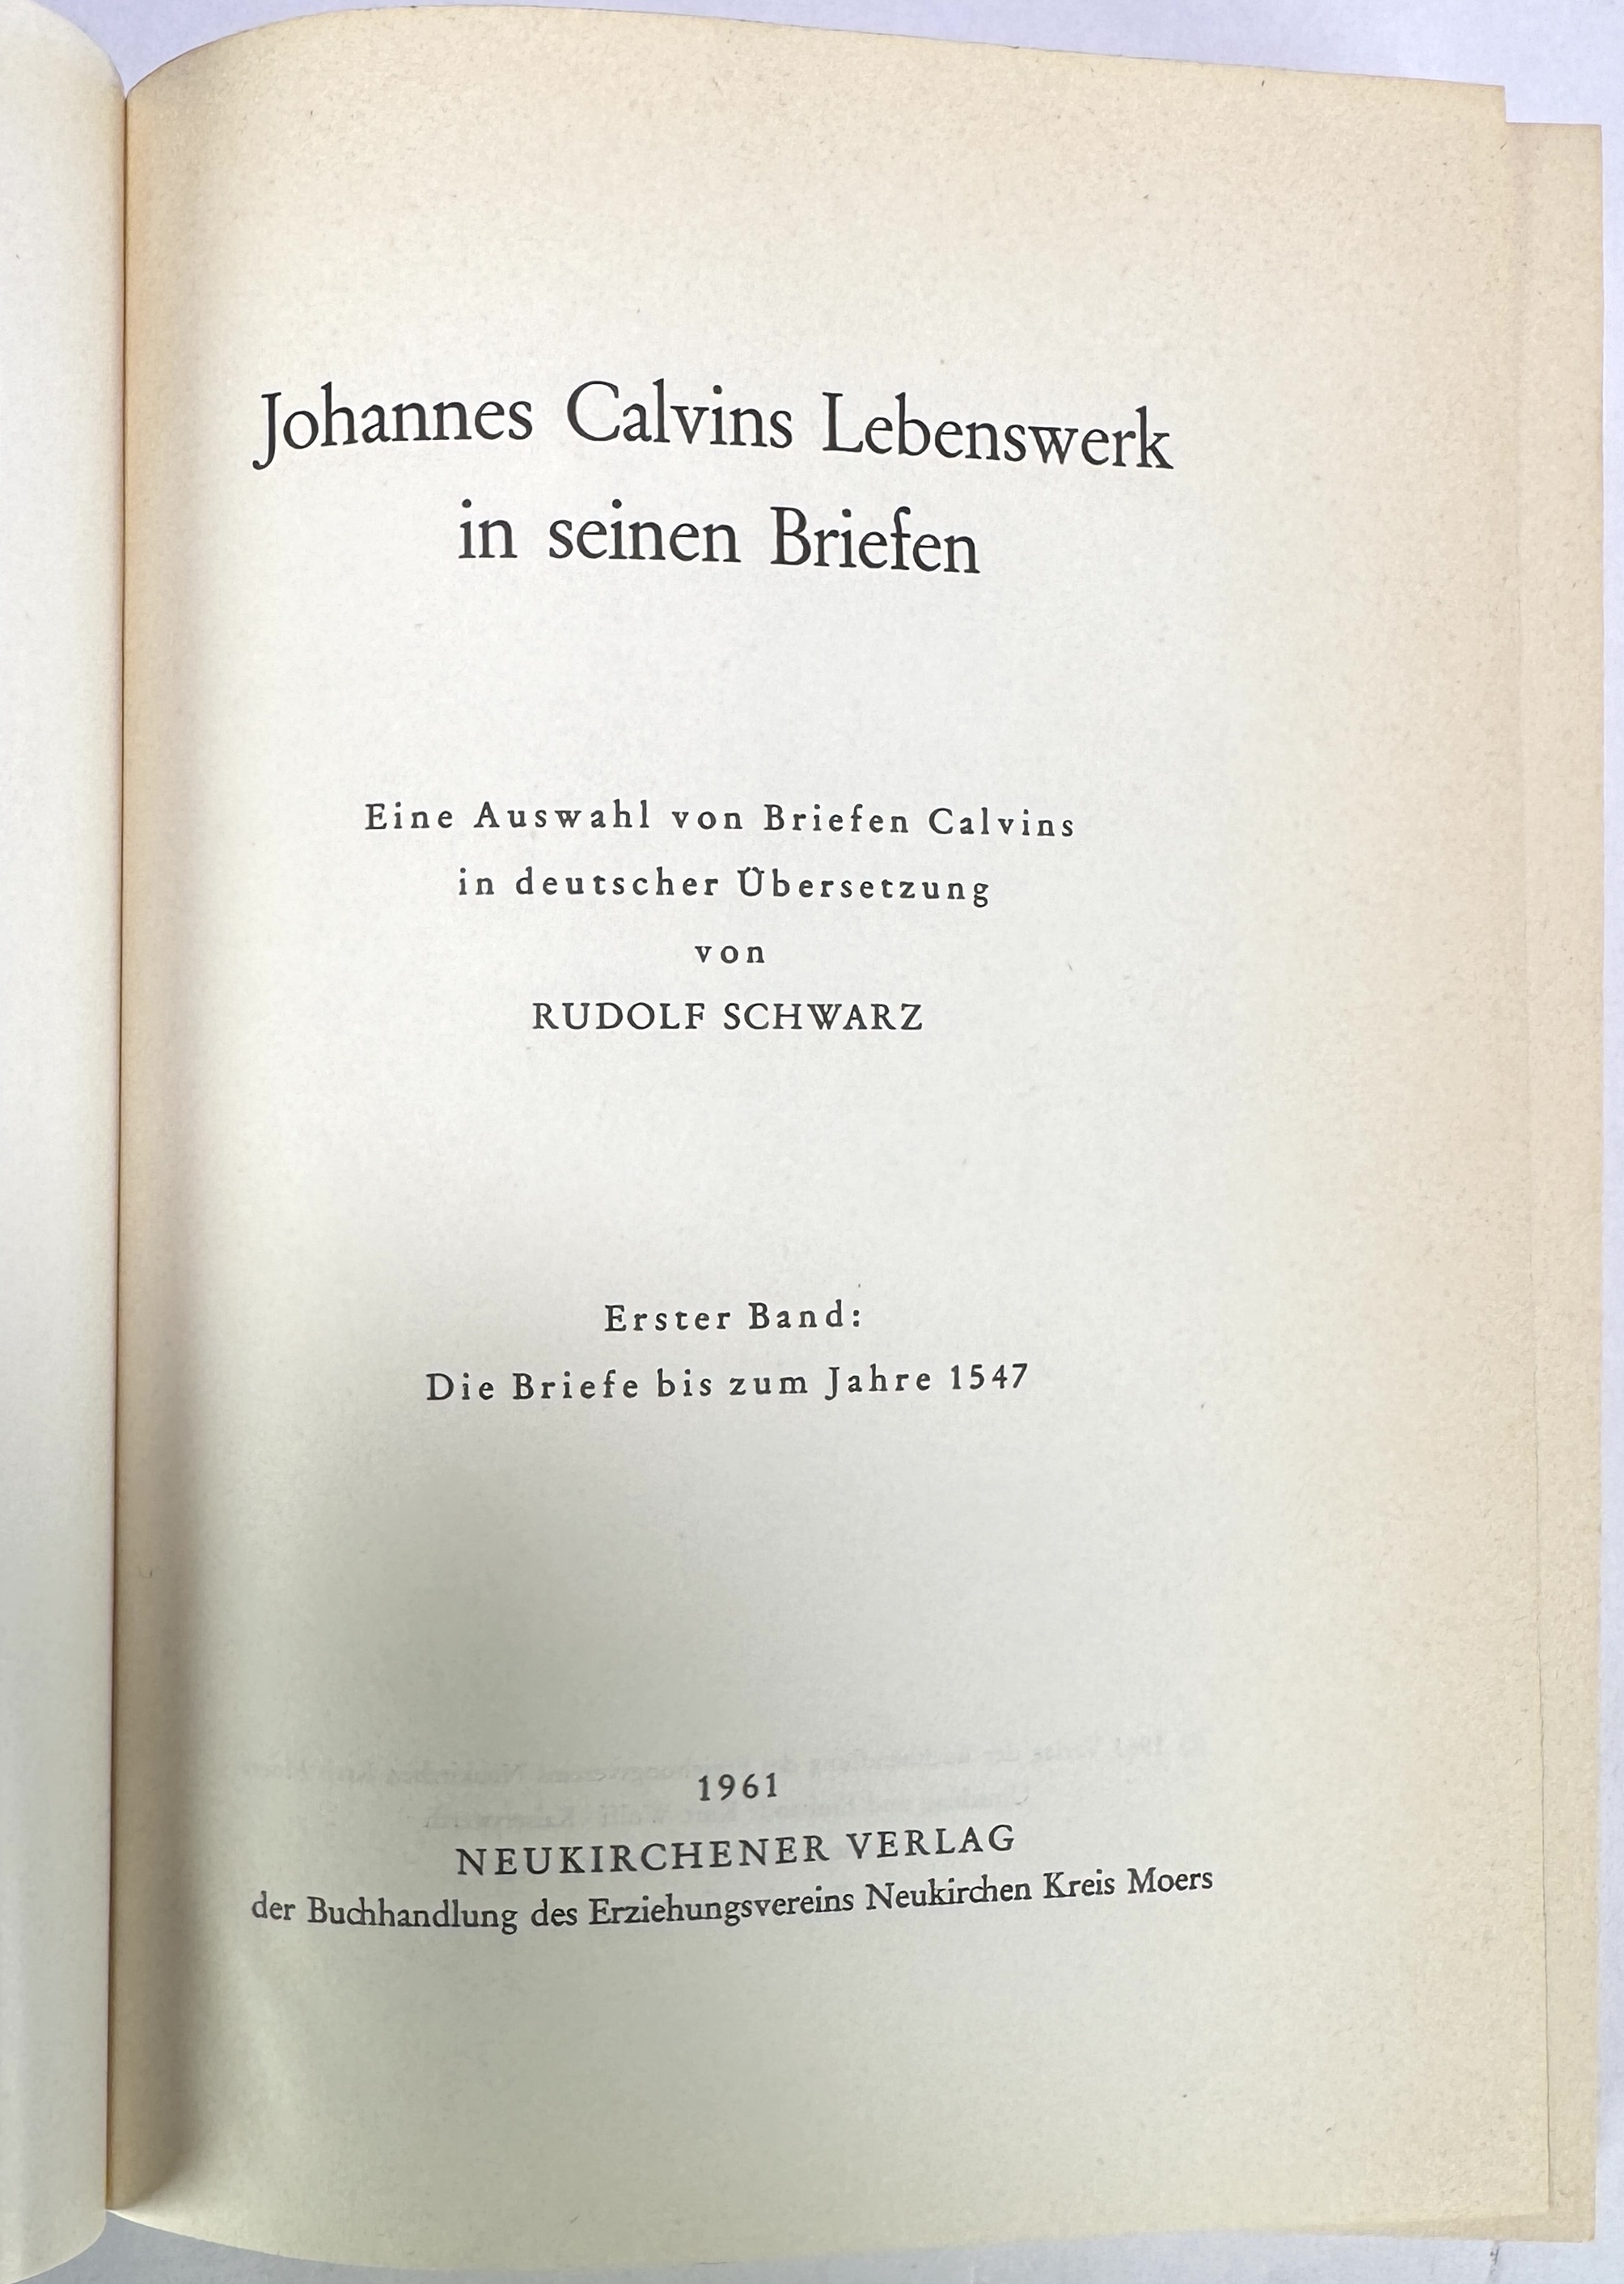 Johannes Calvins Lebenswerk
in seinen Briefen
Eine Auswahl von Briefen Calvins
in deutscher Übersetzung
von
RUDOLF SCHWARZ
Erster Band:
Die Briefe bis zum Jahre 1547
1961
NEUKIRCHENER VERLAG
der Buchhandlung des Erziehungsvereins Neukirchen Kreis Moers